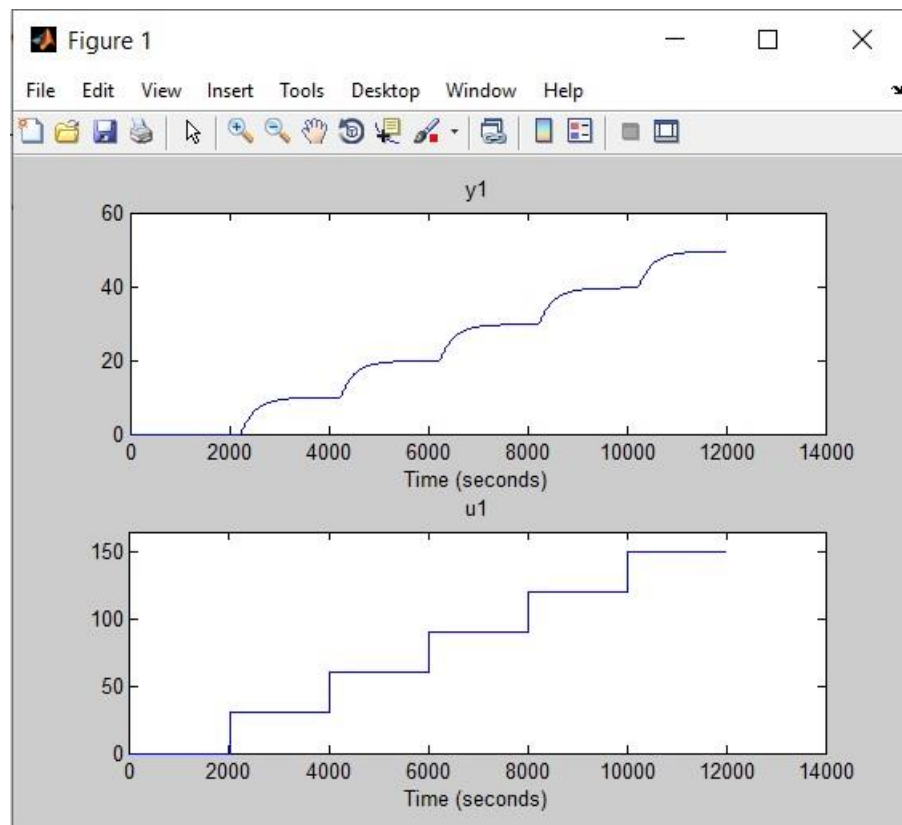 Figure 1
File Edit View Insert Tools Desktop Window Help
y1
60
40
20
0
0 2000 4000 6000 8000 10000 12000 14000
Time (seconds)
u1
150
100
50
0
0 2000 4000 6000 8000 10000 12000 14000
Time (seconds)